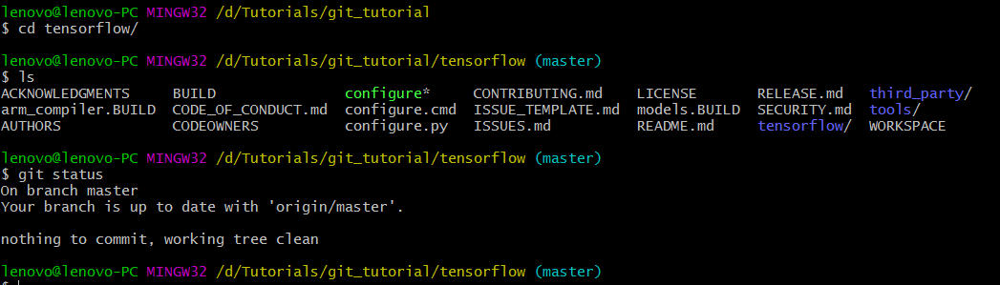 lenovo@lenovo-PC MINGW32 /d/Tutorials/git_tutorial
$ cd tensorflow/
lenovo@lenovo-PC MINGW32 /d/Tutorials/git_tutorial/tensorflow (master)
$ ls
ACKNOWLEDGMENTS BUILD configure* CONTRIBUTING.md LICENSE RELEASE.md third_party/
arm_compiler.BUILD CODE_OF_CONDUCT.md configure.cmd ISSUE_TEMPLATE.md models.BUILD SECURITY.md tools/
AUTHORS CODEOWNERS configure.py ISSUES.md README.md tensorflow/ WORKSPACE
lenovo@lenovo-PC MINGW32 /d/Tutorials/git_tutorial/tensorflow (master)
$ git status
On branch master
Your branch is up to date with 'origin/master'.
nothing to commit, working tree clean
lenovo@lenovo-PC MINGW32 /d/Tutorials/git_tutorial/tensorflow (master)
$